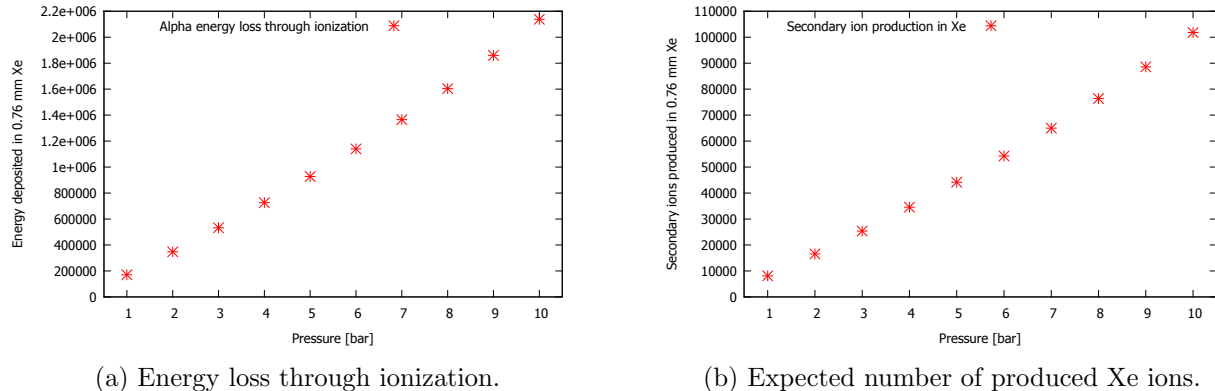 Energy deposited in 0.76 mm Xe
2.2e+006
2e+006
1.8e+006
1.6e+006
1.4e+006
1.2e+006
1e+006
800000
600000
400000
200000
0
Alpha energy loss through ionization
1 2 3 4 5 6 7 8 9 10
Pressure [bar]
(a) Energy loss through ionization.
Secondary ions produced in 0.76 mm Xe
110000
100000
90000
80000
70000
60000
50000
40000
30000
20000
10000
0
Secondary ion production in Xe
1 2 3 4 5 6 7 8 9 10
Pressure [bar]
(b) Expected number of produced Xe ions.